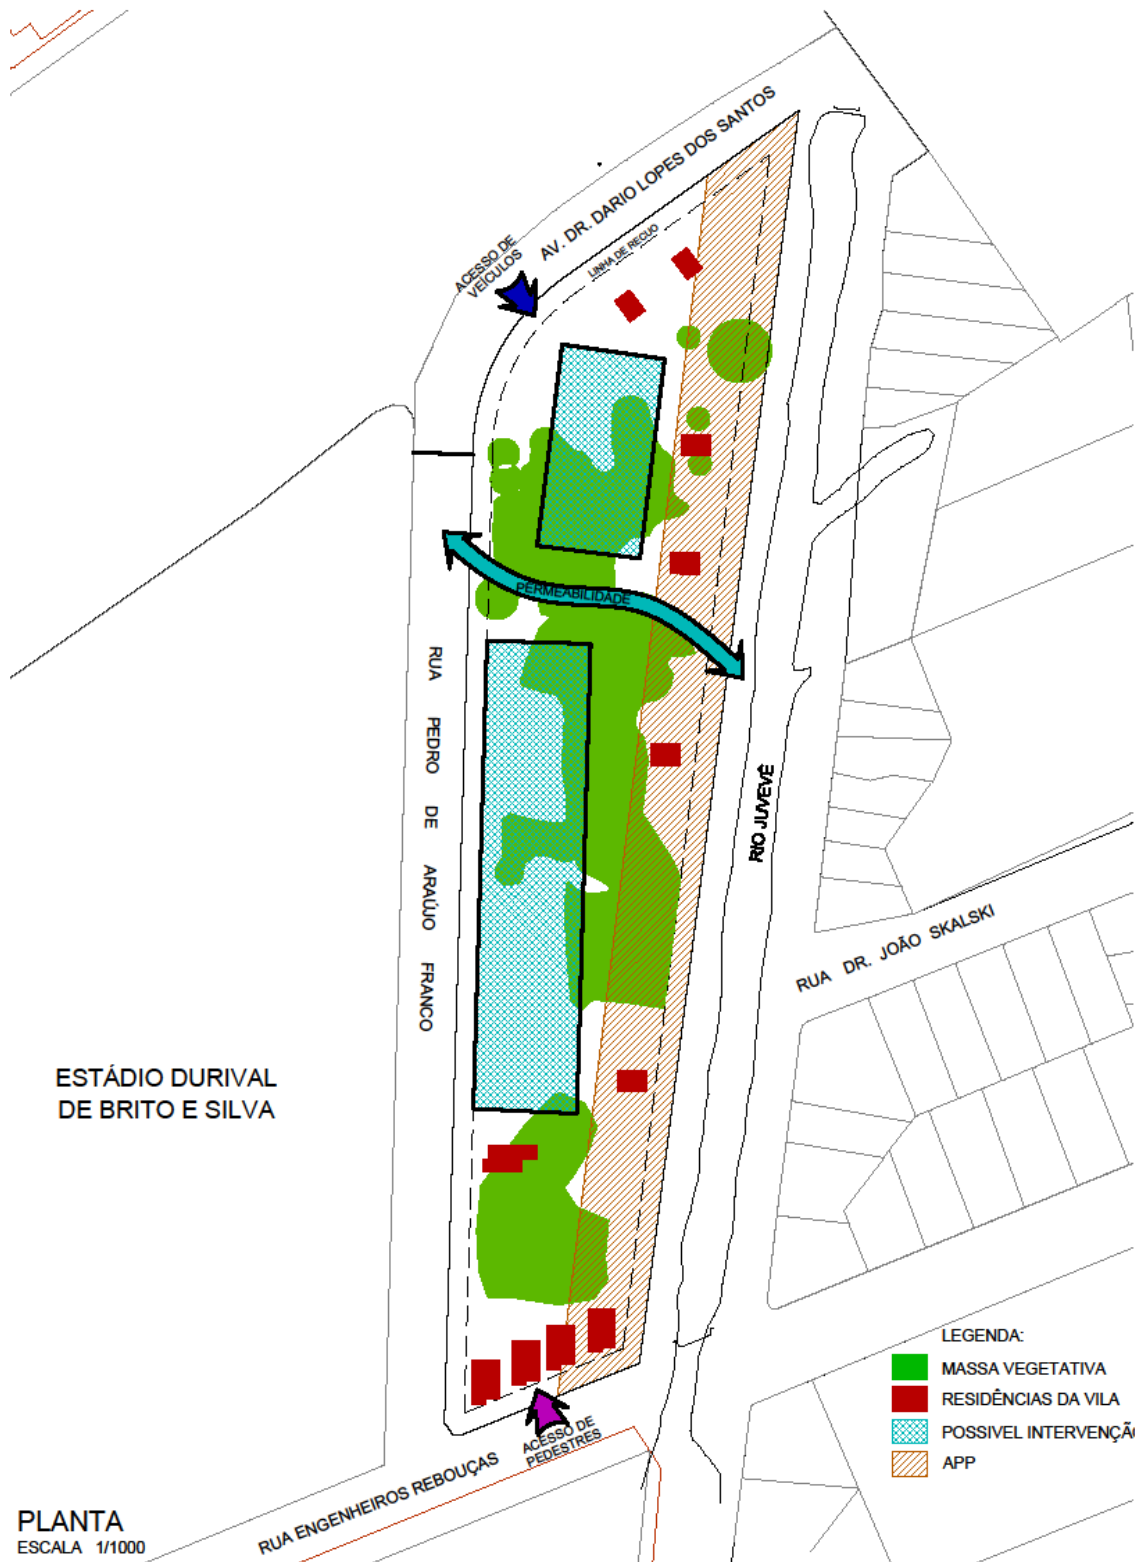 AV. DR. DARIO LOPES DOS SANTOS
LINHA DE RECUO
ACESSO DE
VEÍCULOS
PERMEABILIDADE
RUA PEDRO DE ARAÚJO FRANCO
RIO JUVEVÊ
RUA DR. JOÃO SKALSKI
ESTÁDIO DURIVAL
DE BRITO E SILVA
LEGENDA:
MASSA VEGETATIVA
RESIDÊNCIAS DA VILA
POSSIVEL INTERVENÇÃO
APP
ACESSO DE
PEDESTRES
RUA ENGENHEIROS REBOUÇAS
PLANTA
ESCALA 1/1000